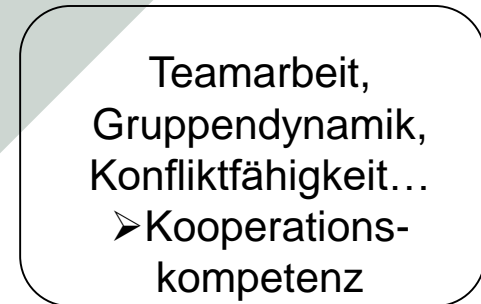 Teamarbeit,
Gruppendynamik,
Konfliktfähigkeit…
➢Kooperations-
kompetenz